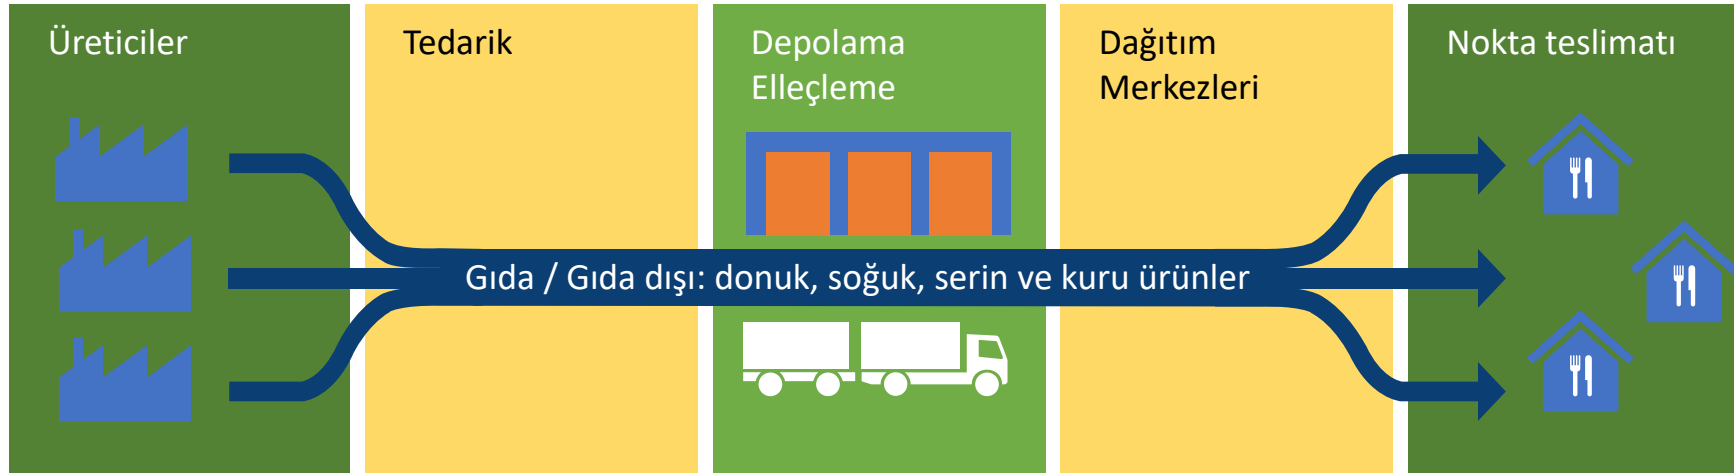 Üreticiler
Tedarik
Depolama
Elleçleme
Dağıtım
Merkezleri
Nokta teslimatı
Gıda / Gıda dışı: donuk, soğuk, serin ve kuru ürünler